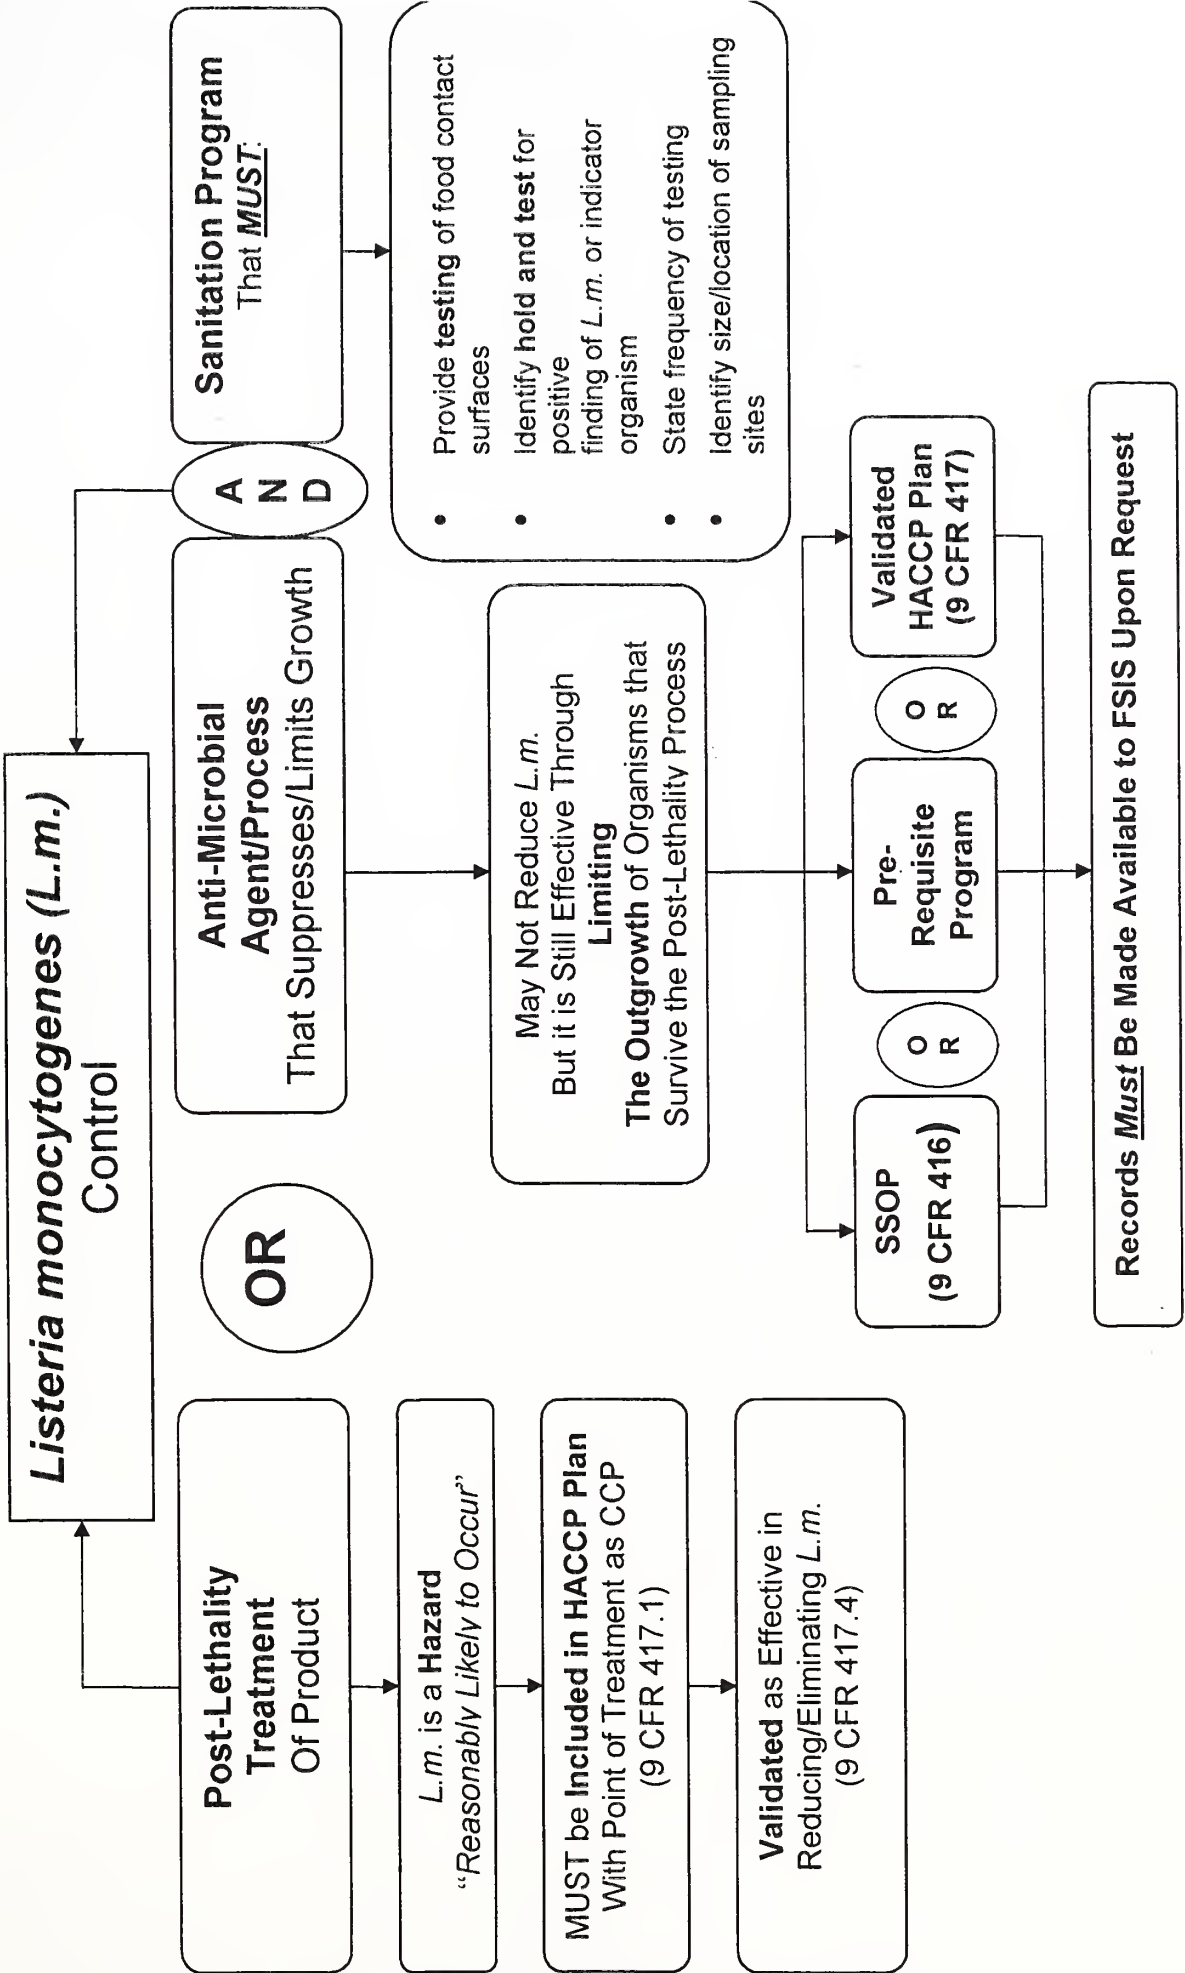 Listeria monocytogenes (L.m.)
Control
Post-Lethality
Treatment
Of Product
L.m. is a Hazard
“Reasonably Likely to Occur”
MUST be Included in HACCP Plan
With Point of Treatment as CCP
(9 CFR 417.1)
Validated as Effective in
Reducing/Eliminating L.m.
(9 CFR 417.4)
OR
Anti-Microbial
Agent/Process
That Suppresses/Limits Growth
A
N
D
Sanitation Program
That MUST:
May Not Reduce L.m.
But it is Still Effective Through
Limiting
The Outgrowth of Organisms that
Survive the Post-Lethality Process
• Provide testing of food contact
surfaces
• Identify hold and test for
positive
finding of L.m. or indicator
organism
• State frequency of testing
• Identify size/location of sampling
sites
SSOP
(9 CFR 416)
O
R
Pre-
Requisite
Program
O
R
Validated
HACCP Plan
(9 CFR 417)
Records Must Be Made Available to FSIS Upon Request